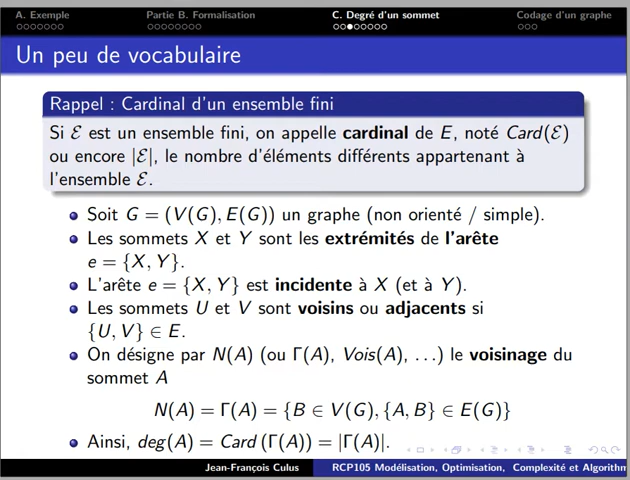 A. Exemple Partie B. Formalisation C. Degré d'un sommet Codage d'un graphe
Un peu de vocabulaire
Rappel : Cardinal d'un ensemble fini
Si ℰ est un ensemble fini, on appelle cardinal de E, noté Card(ℰ)
ou encore |ℰ|, le nombre d'éléments différents appartenant à
l'ensemble ℰ.
Soit G = (V(G), E(G)) un graphe (non orienté / simple).
Les sommets X et Y sont les extrémités de l'arête
e = {X, Y}.
L'arête e = {X, Y} est incidente à X (et à Y).
Les sommets U et V sont voisins ou adjacents si
{U, V} ∈ E.
On désigne par N(A) (ou Γ(A), Vois(A), ...) le voisinage du
sommet A
N(A) = Γ(A) = {B ∈ V(G), {A, B} ∈ E(G)}
Ainsi, deg(A) = Card (Γ(A)) = |Γ(A)|.
Jean-François Culus RCP105 Modélisation, Optimisation, Complexité et Algorithm